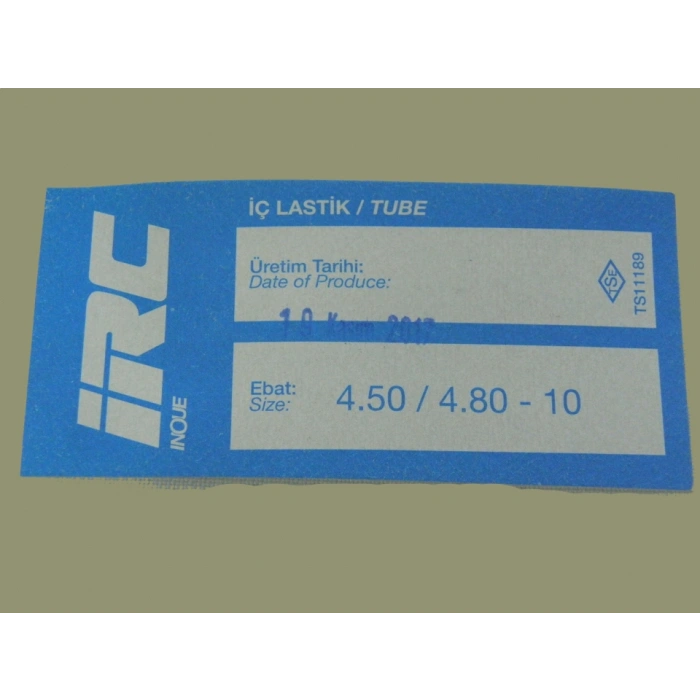 iRC
INOUE
İÇ LASTİK / TUBE
Üretim Tarihi:
Date of Produce:
Kasım 2017
TSE
TS11189
Ebat:
Size:
4.50 / 4.80 - 10